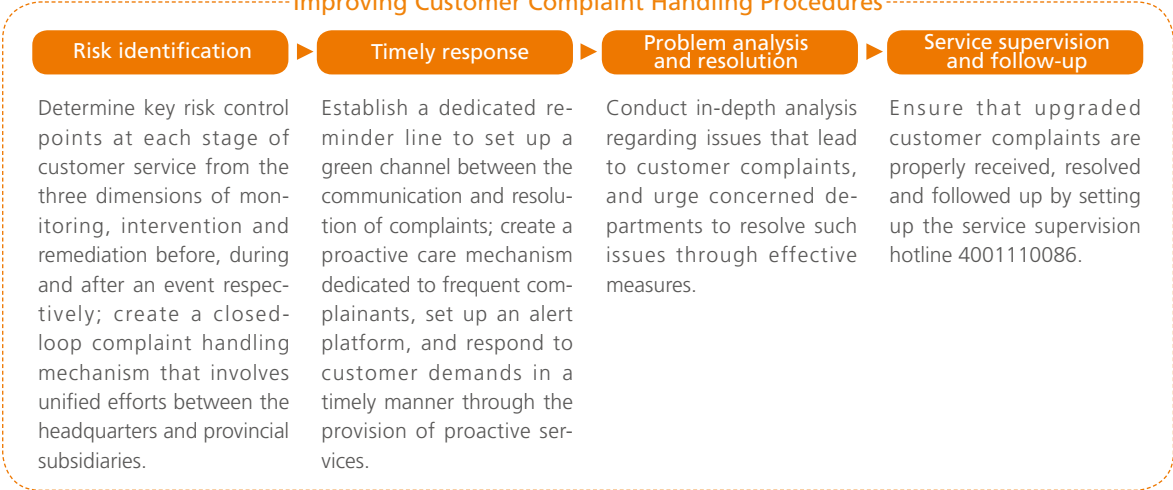 Improving Customer Complaint Handling Procedures
Risk identification
Determine key risk control
points at each stage of
customer service from the
three dimensions of mon-
itoring, intervention and
remediation before, during
and after an event respec-
tively; create a closed-
loop complaint handling
mechanism that involves
unified efforts between the
headquarters and provincial
subsidiaries.
Timely response
Establish a dedicated re-
minder line to set up a
green channel between the
communication and resolu-
tion of complaints; create a
proactive care mechanism
dedicated to frequent com-
plainants, set up an alert
platform, and respond to
customer demands in a
timely manner through the
provision of proactive ser-
vices.
Problem analysis
and resolution
Conduct in-depth analysis
regarding issues that lead
to customer complaints,
and urge concerned de-
partments to resolve such
issues through effective
measures.
Service supervision
and follow-up
Ensure that upgraded
customer complaints are
properly received, resolved
and followed up by setting
up the service supervision
hotline 4001110086.